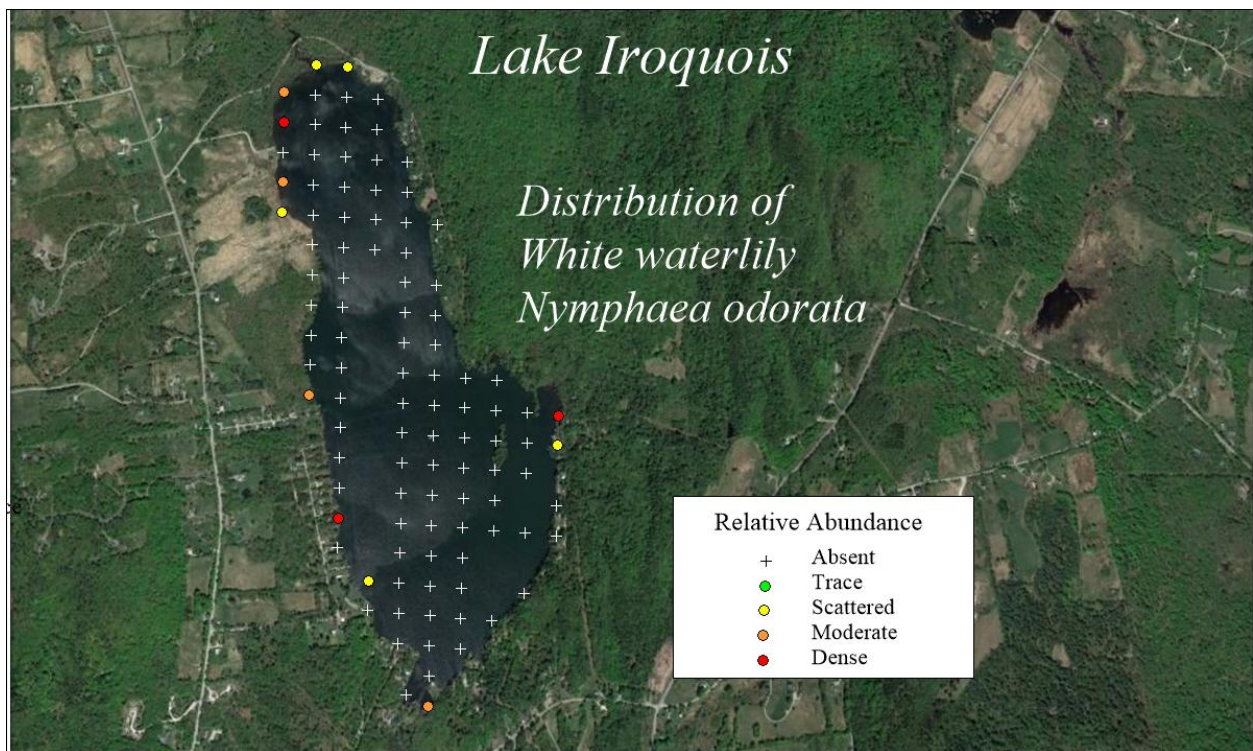 Lake Iroquois
Distribution of
White waterlily
Nymphaea odorata
Relative Abundance
Absent
Trace
Scattered
Moderate
Dense